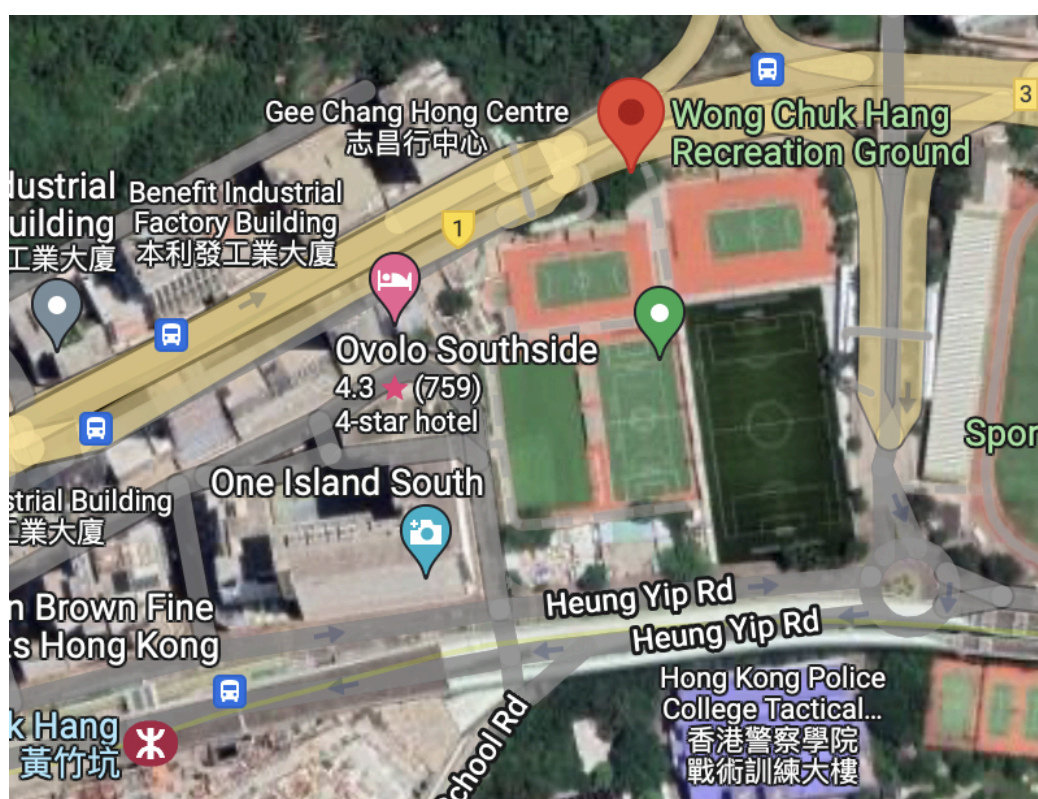 Gee Chang Hong Centre
志昌行中心
3
Wong Chuk Hang
Recreation Ground
dustrial
uilding
工業大廈
Benefit Industrial
Factory Building
本利發工業大廈
1
Ovolo Southside
4.3 ★ (759)
4-star hotel
Spor
One Island South
strial Building
工業大廈
n Brown Fine
ts Hong Kong
Heung Yip Rd
Heung Yip Rd
Hong Kong Police
College Tactical...
香港警察學院
戰術訓練大樓
k Hang
黃竹坑
chool Rd